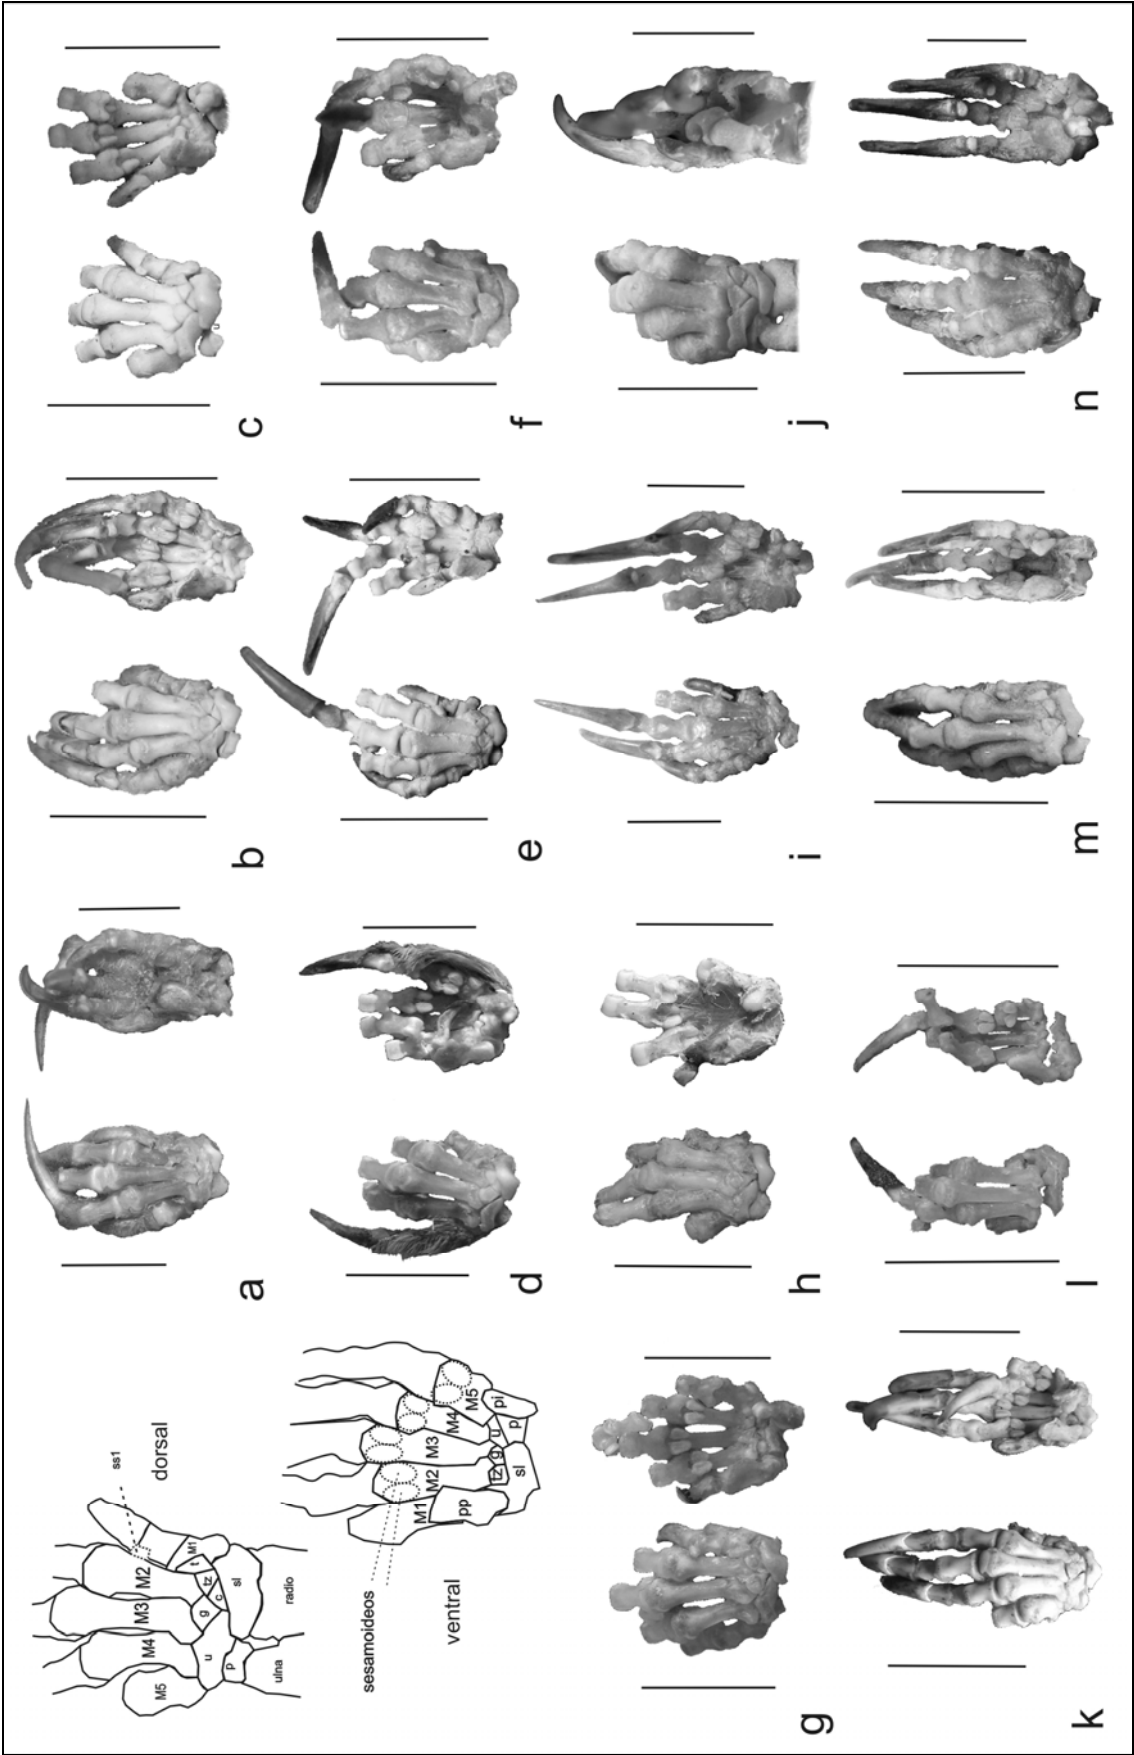 ss1
dorsal
M5
M4
M3
M2
M1
t
tz
c
g
u
p
sl
ulna
radio
sesamoideos
ventral
M1
M2
M3
M4
M5
pp
tz
g
u
p
pi
sl
a
b
c
u
d
e
f
g
h
i
j
k
l
m
n